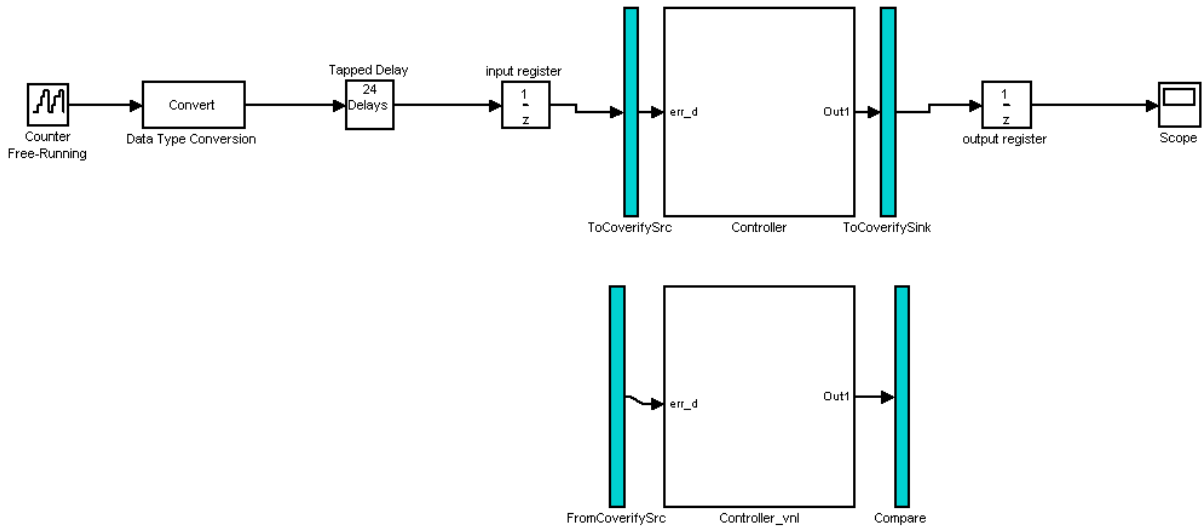 Counter
Free-Running
Convert
Data Type Conversion
Tapped Delay
24
Delays
input register
1
z
ToCoverifySrc
err_d
Out1
Controller
ToCoverifySink
1
z
output register
Scope
FromCoverifySrc
err_d
Out1
Controller_vnl
Compare